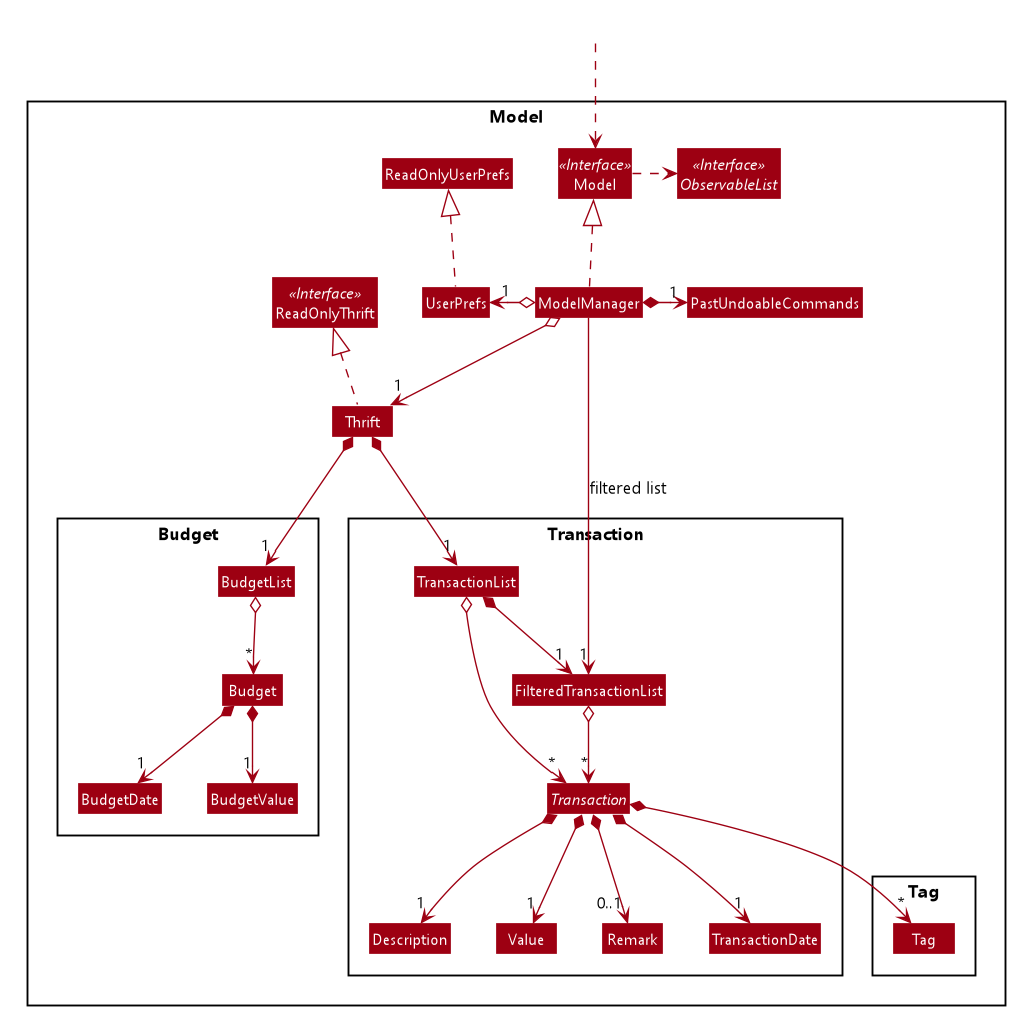 Model
ReadOnlyUserPrefs
«Interface»
Model
«Interface»
ObservableList
«Interface»
ReadOnlyThrift
UserPrefs
1
ModelManager
1
PastUndoableCommands
1
Thrift
filtered list
Budget
Transaction
1
1
BudgetList
TransactionList
*
1
1
Budget
FilteredTransactionList
1
1
*
*
BudgetDate
BudgetValue
Transaction
Tag
1
1
0..1
1
*
Description
Value
Remark
TransactionDate
Tag